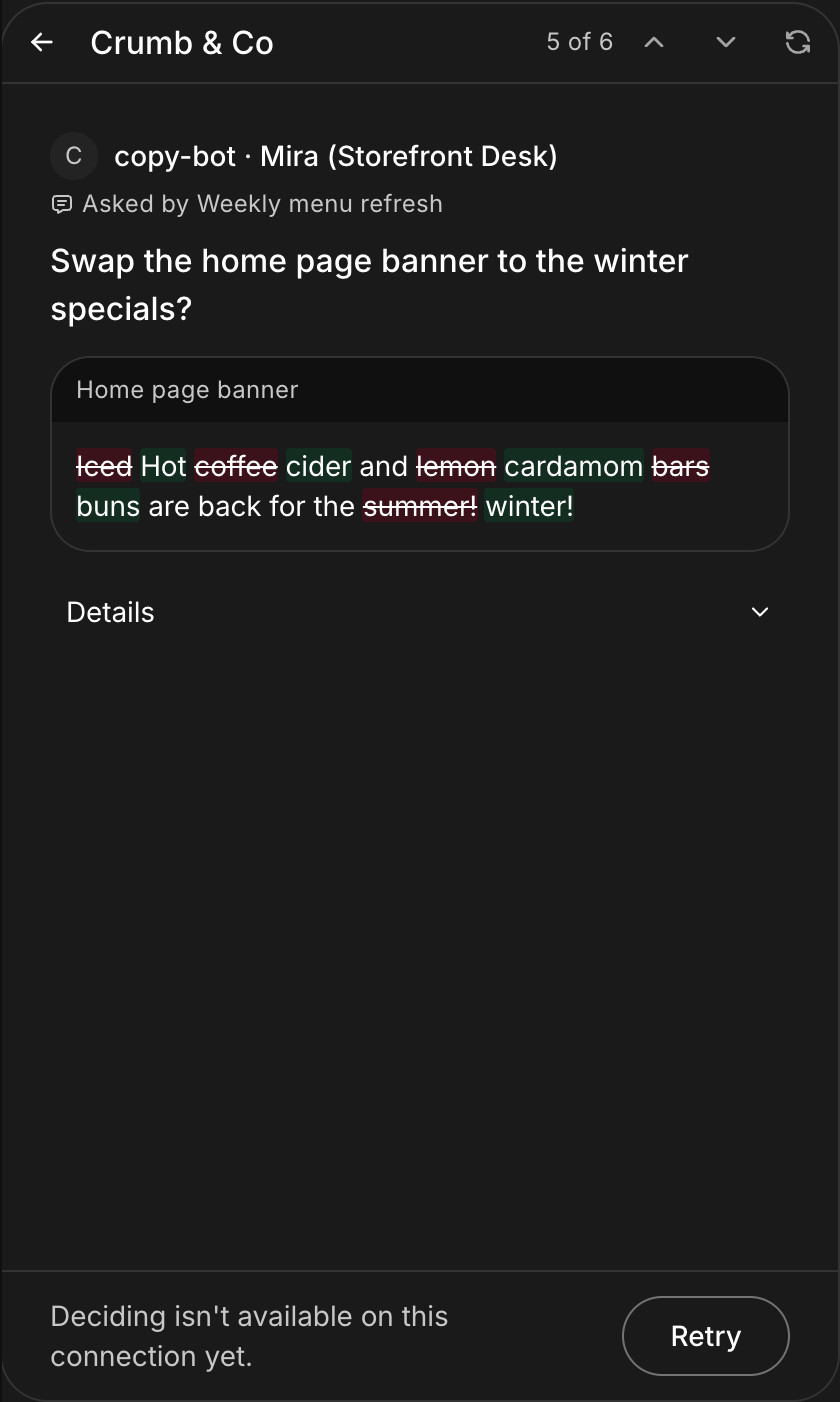 Crumb & Co
5 of 6
C
copy-bot · Mira (Storefront Desk)
Asked by Weekly menu refresh
Swap the home page banner to the winter
specials?
Home page banner
Iced Hot coffee cider and lemon cardamom bars
buns are back for the summer! winter!
Details
Deciding isn't available on this
connection yet.
Retry